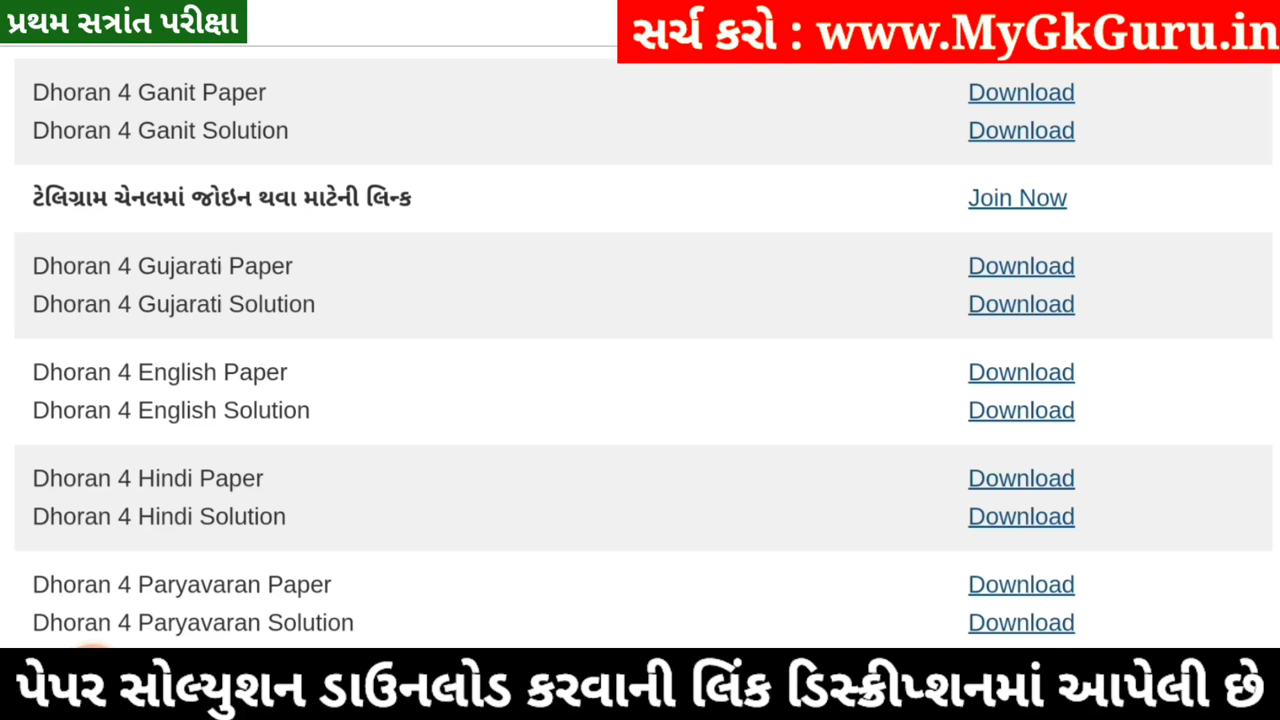 પ્રથમ સત્રાંત પરીક્ષા
સર્ચ કરો : www.MyGkGuru.in
Dhoran 4 Ganit Paper Download
Dhoran 4 Ganit Solution Download
ટેલિગ્રામ ચેનલમાં જોઇન થવા માટેની લિન્ક Join Now
Dhoran 4 Gujarati Paper Download
Dhoran 4 Gujarati Solution Download
Dhoran 4 English Paper Download
Dhoran 4 English Solution Download
Dhoran 4 Hindi Paper Download
Dhoran 4 Hindi Solution Download
Dhoran 4 Paryavaran Paper Download
Dhoran 4 Paryavaran Solution Download
પેપર સોલ્યુશન ડાઉનલોડ કરવાની લિંક ડિસ્ક્રીપ્શનમાં આપેલી છે